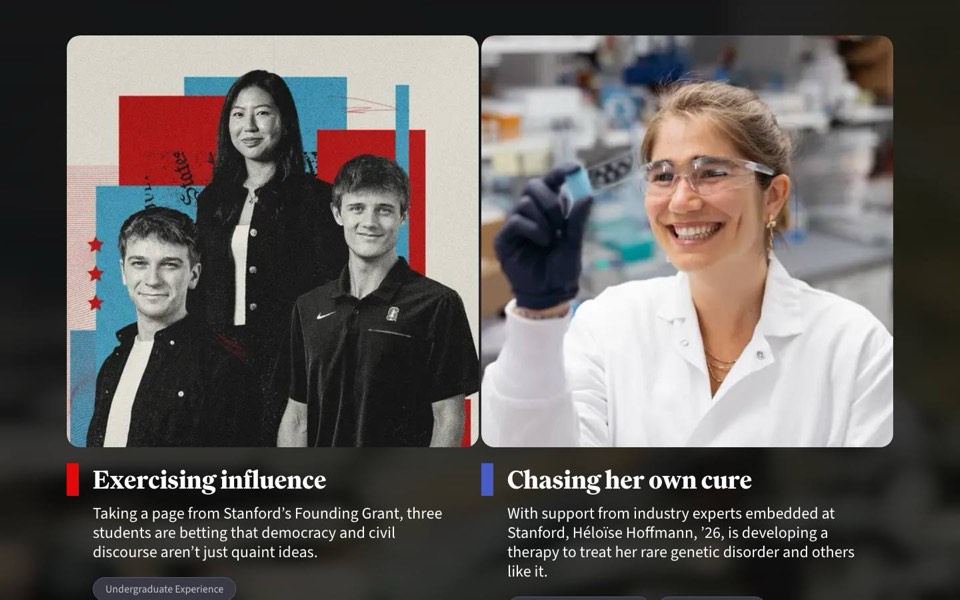 States
Exercising influence
Taking a page from Stanford’s Founding Grant, three
students are betting that democracy and civil
discourse aren’t just quaint ideas.
Undergraduate Experience
Chasing her own cure
With support from industry experts embedded at
Stanford, Héloïse Hoffmann, ’26, is developing a
therapy to treat her rare genetic disorder and others
like it.